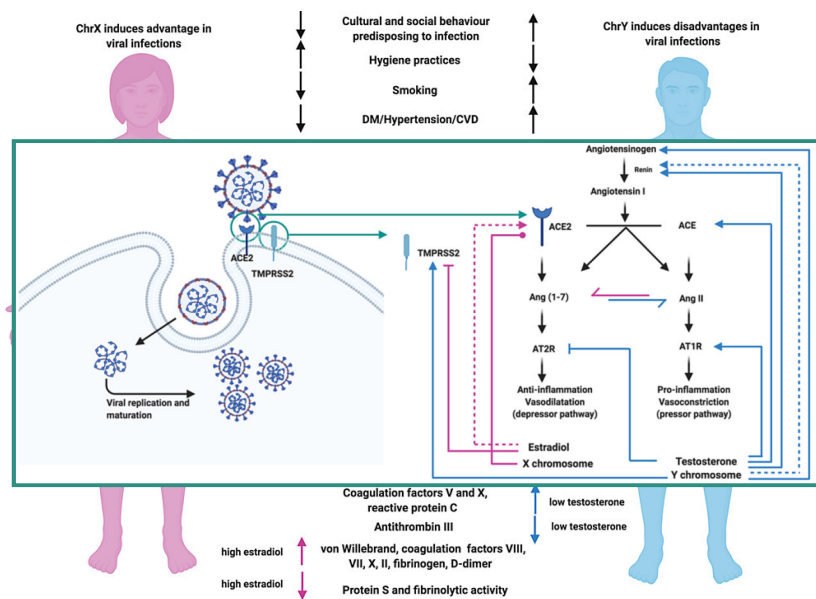 ChrX induces advantage in
viral infections
Cultural and social behaviour
predisposing to infection
Hygiene practices
Smoking
DM/Hypertension/CVD
ChrY induces disadvantages in
viral infections
ACE2
TMPRSS2
Viral replication and
maturation
TMPRSS2
Angiotensinogen
Renin
Angiotensin I
ACE2
ACE
Ang (1-7)
Ang II
AT2R
AT1R
Anti-inflammation
Vasodilatation
(depressor pathway)
Pro-inflammation
Vasoconstriction
(pressor pathway)
Estradiol
X chromosome
Testosterone
Y chromosome
Coagulation factors V and X,
reactive protein C
low testosterone
Antithrombin III
low testosterone
high estradiol
von Willebrand, coagulation factors VIII,
VII, X, II, fibrinogen, D-dimer
high estradiol
Protein S and fibrinolytic activity